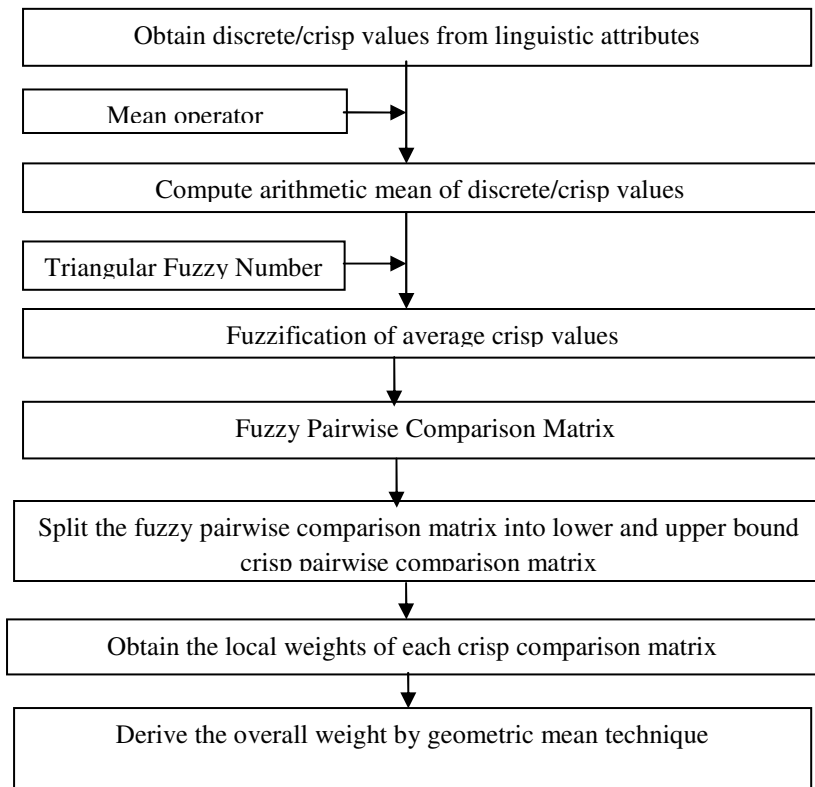 Obtain discrete/crisp values from linguistic attributes
Mean operator
Compute arithmetic mean of discrete/crisp values
Triangular Fuzzy Number
Fuzzification of average crisp values
Fuzzy Pairwise Comparison Matrix
Split the fuzzy pairwise comparison matrix into lower and upper bound
crisp pairwise comparison matrix
Obtain the local weights of each crisp comparison matrix
Derive the overall weight by geometric mean technique